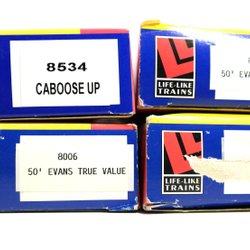 8534
CABOOSE UP
LIFE-LIKE
TRAINS
50' EVANS
8006
50' EVANS TRUE VALUE
LIFE-LIKE
TRAINS